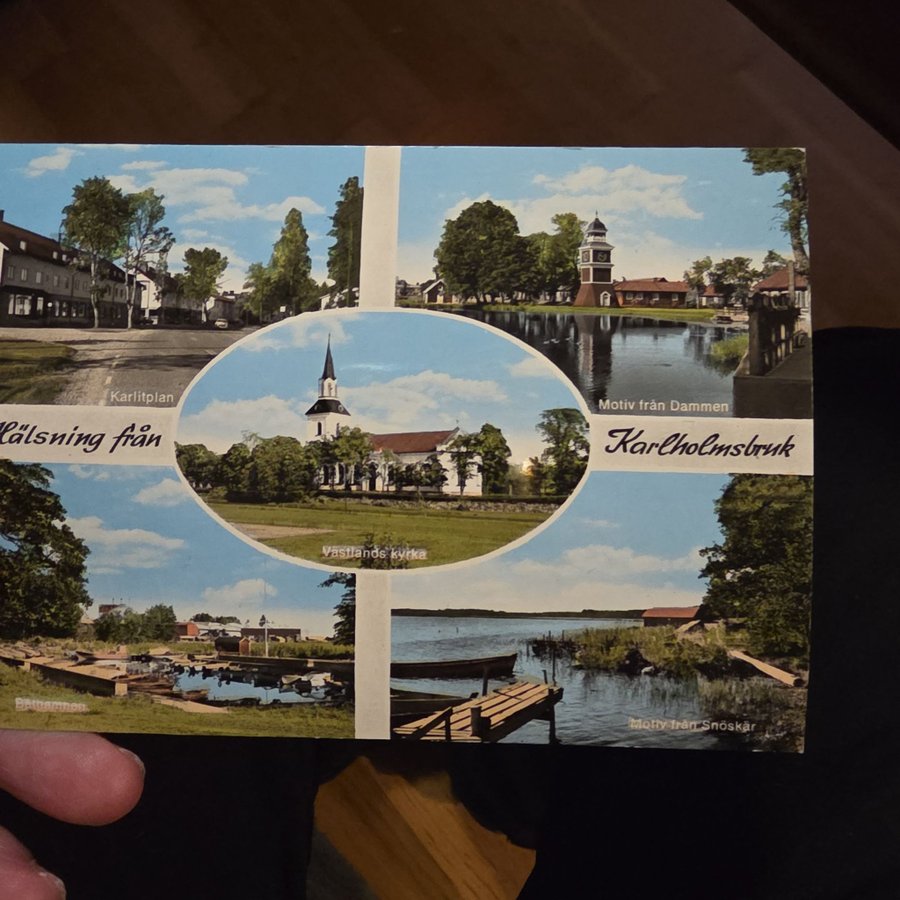 Karlitplan
Motiv från Dammen
Hälsning från
Karlholmsbruk
Västlands kyrka
Båthamnen
Motiv från Snöskär